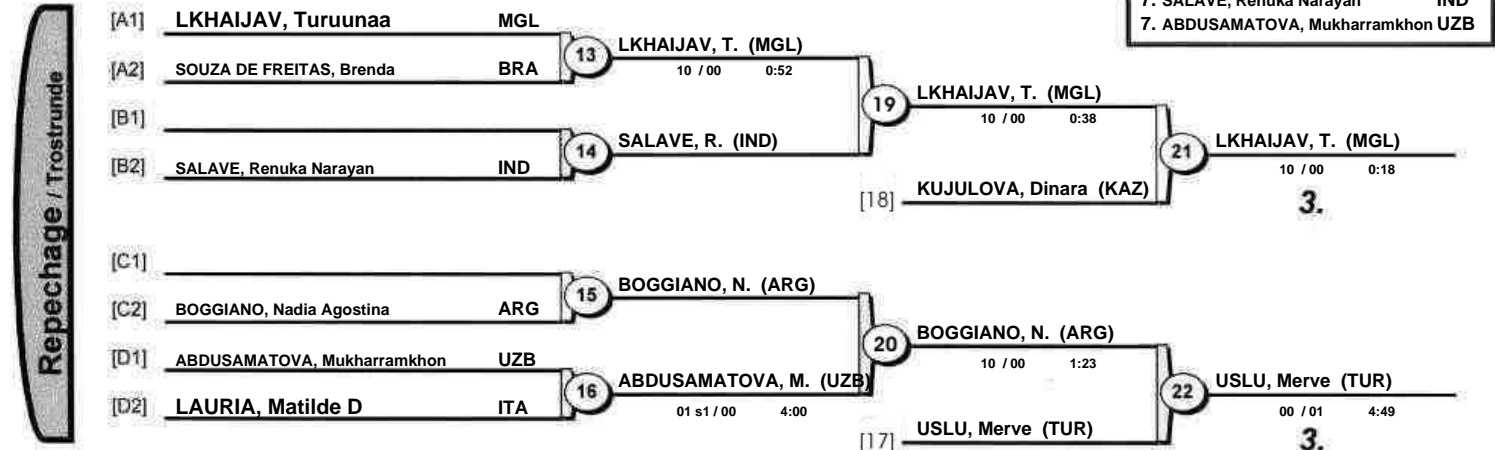 7. SALAVE, Renuka Narayan IND
7. ABDUSAMATOVA, Mukharramkhon UZB
Repechage / Trostrunde
[A1] LKHAIJAV, Turuunaa MGL
[A2] SOUZA DE FREITAS, Brenda BRA
13
LKHAIJAV, T. (MGL)
10 / 00 0:52
[B1]
[B2] SALAVE, Renuka Narayan IND
14
SALAVE, R. (IND)
19
LKHAIJAV, T. (MGL)
10 / 00 0:38
[18] KUJULOVA, Dinara (KAZ)
21
LKHAIJAV, T. (MGL)
10 / 00 0:18
3.
[C1]
[C2] BOGGIANO, Nadia Agostina ARG
15
BOGGIANO, N. (ARG)
[D1] ABDUSAMATOVA, Mukharramkhon UZB
[D2] LAURIA, Matilde D ITA
16
ABDUSAMATOVA, M. (UZB)
01 s1 / 00 4:00
20
BOGGIANO, N. (ARG)
10 / 00 1:23
[17] USLU, Merve (TUR)
22
USLU, Merve (TUR)
00 / 01 4:49
3.